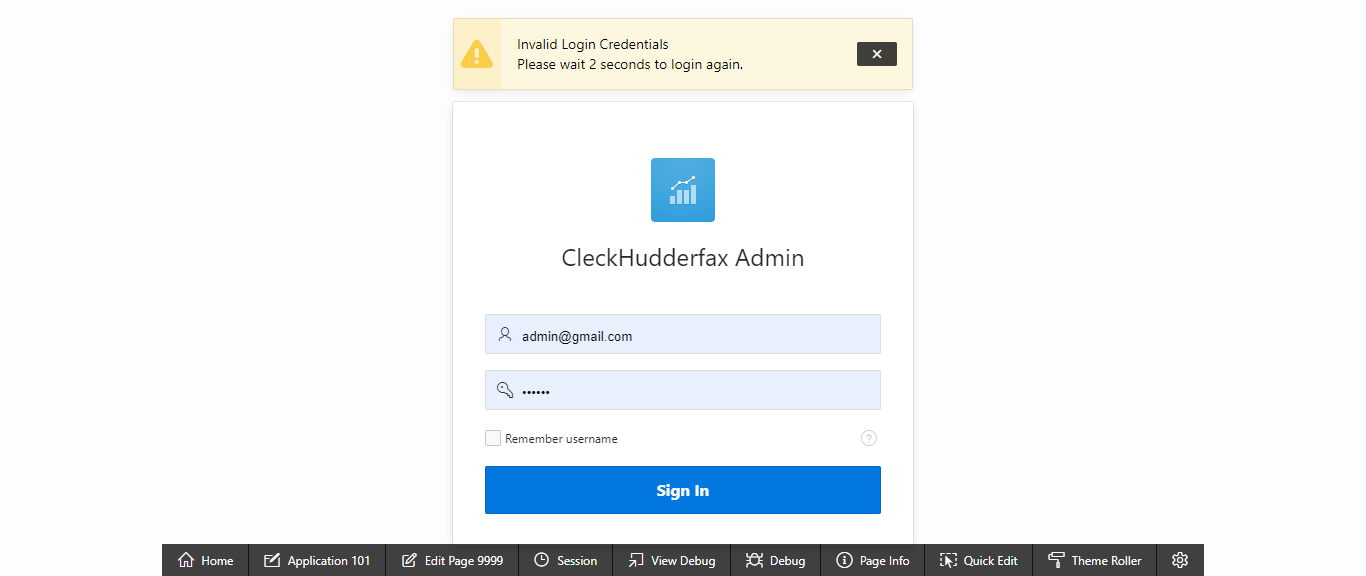 Invalid Login Credentials
Please wait 2 seconds to login again.
CleckHudderfax Admin
admin@gmail.com
••••••
Remember username
?
Sign In
Home Application 101 Edit Page 9999 Session View Debug Debug Page Info Quick Edit Theme Roller